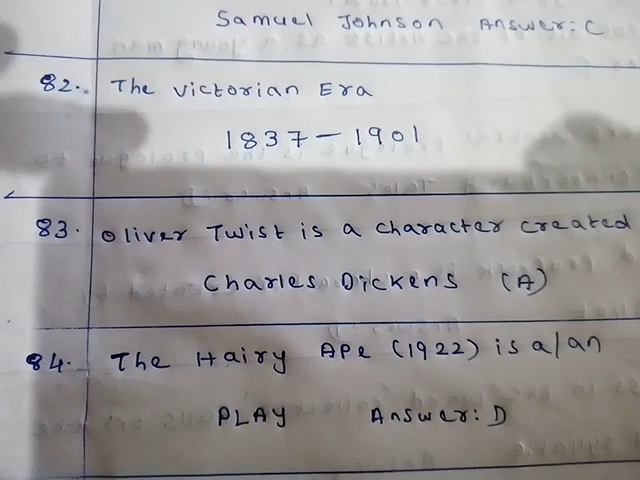 Samuel Johnson Answer: C
82. The Victorian Era
1837 – 1901
83. Oliver Twist is a character created
Charles Dickens (A)
84. The Hairy Ape (1922) is a/an
PLAY Answer: D